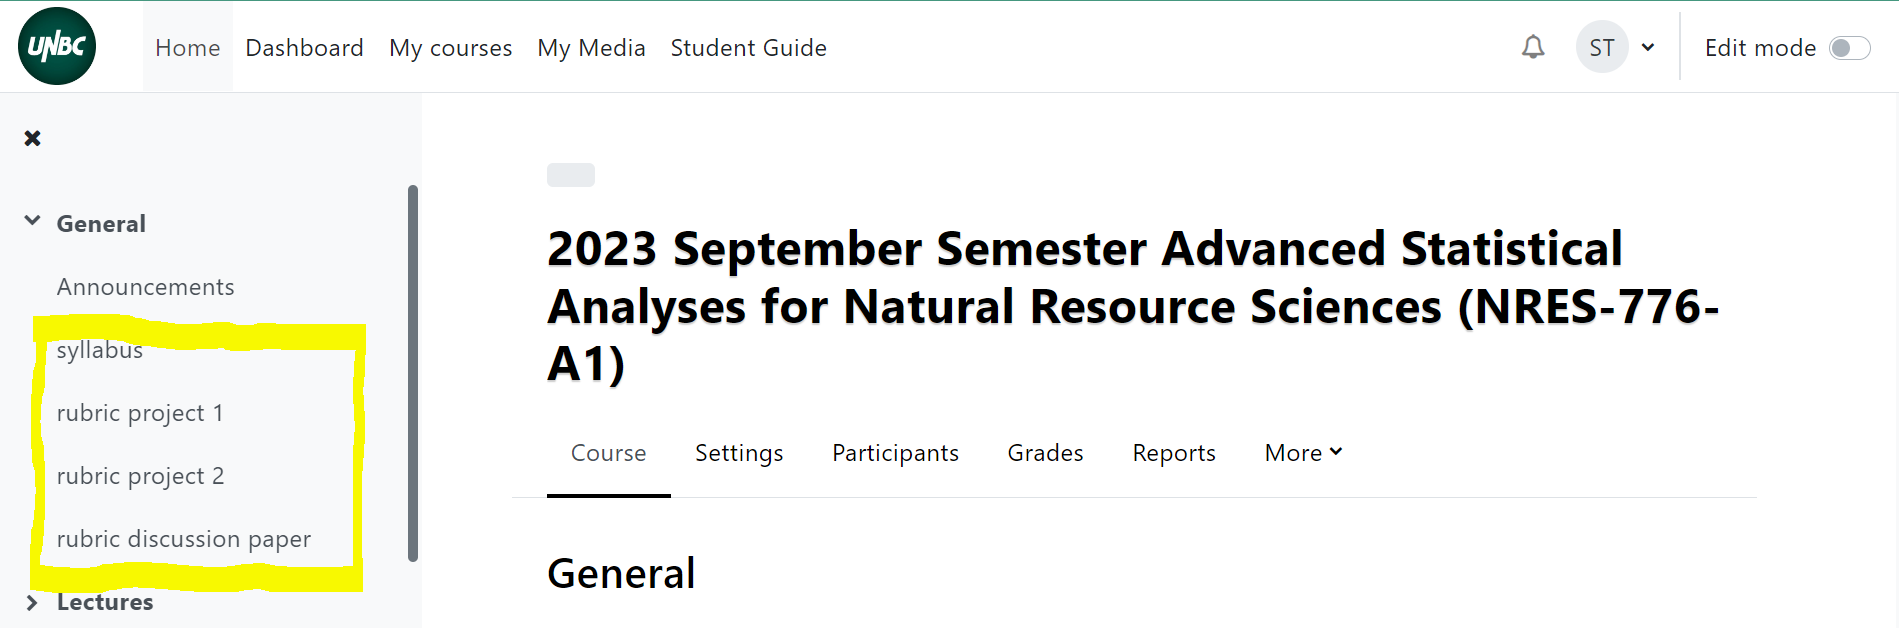 UNBC
Home Dashboard My courses My Media Student Guide ST Edit mode
General
Announcements
syllabus
rubric project 1
rubric project 2
rubric discussion paper
Lectures
2023 September Semester Advanced Statistical
Analyses for Natural Resource Sciences (NRES-776-
A1)
Course Settings Participants Grades Reports More
General